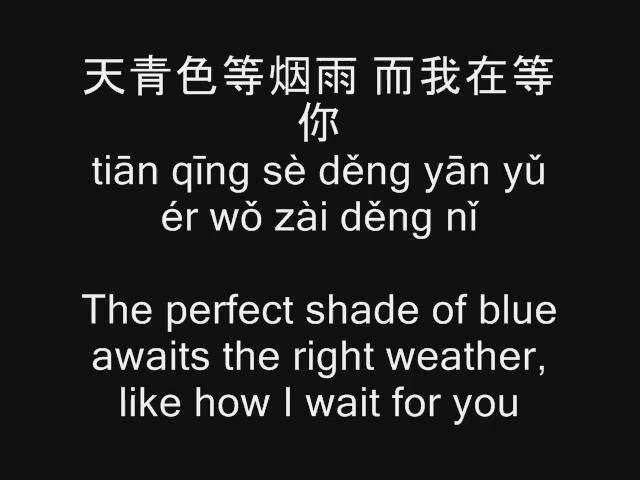 天青色等烟雨 而我在等
你
tiān qīng sè děng yān yǔ
ér wǒ zài děng nǐ
The perfect shade of blue
awaits the right weather,
like how I wait for you